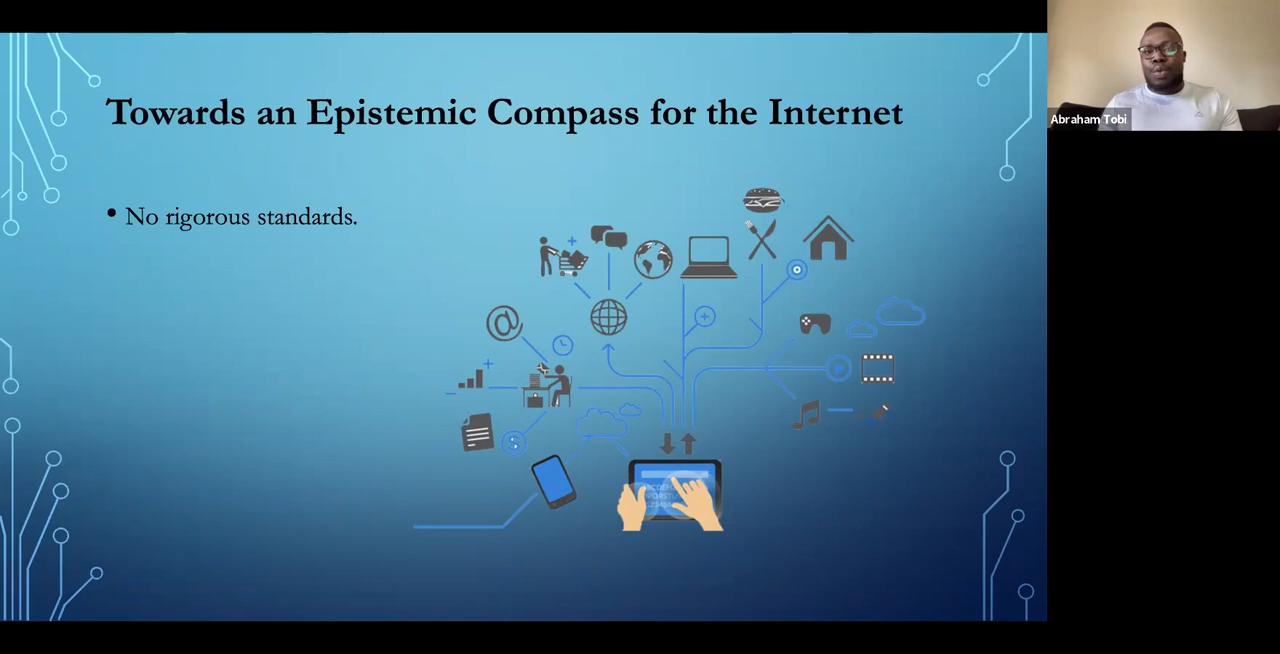 Towards an Epistemic Compass for the Internet
• No rigorous standards.
Abraham Tobi
@
$